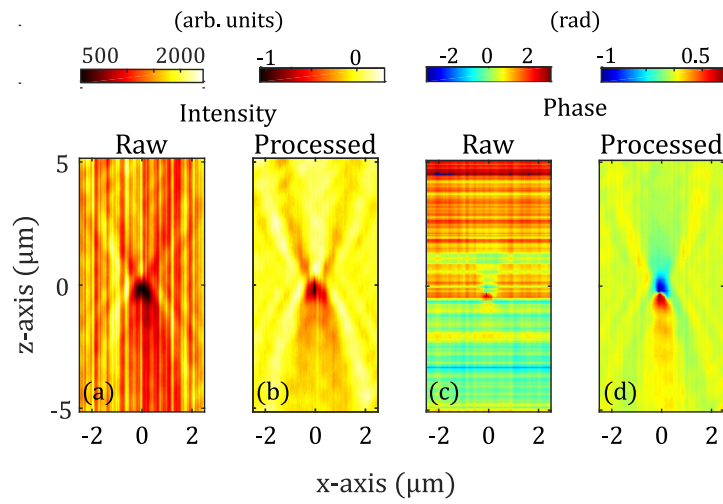 (arb. units) (rad)
500 2000 -1 0 -2 0 2 -1 0.5
Intensity Phase
Raw Processed Raw Processed
5
0
-5
z-axis (μm)
(a) (b) (c) (d)
-2 0 2 -2 0 2 -2 0 2 -2 0 2
x-axis (μm)